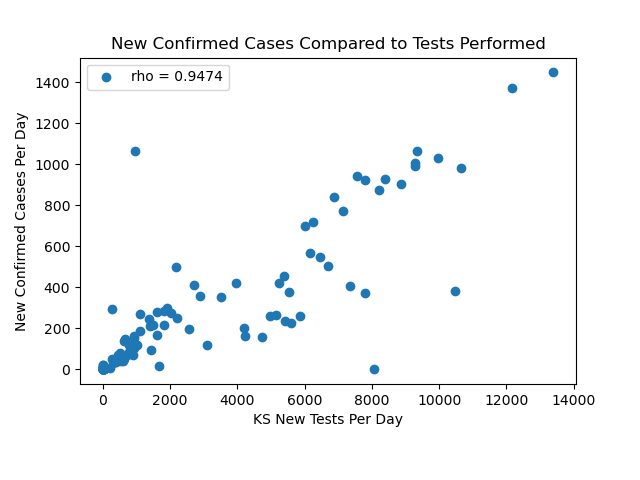 New Confirmed Cases Compared to Tests Performed
rho = 0.9474
New Confirmed Caeses Per Day
1400
1200
1000
800
600
400
200
0
0 2000 4000 6000 8000 10000 12000 14000
KS New Tests Per Day